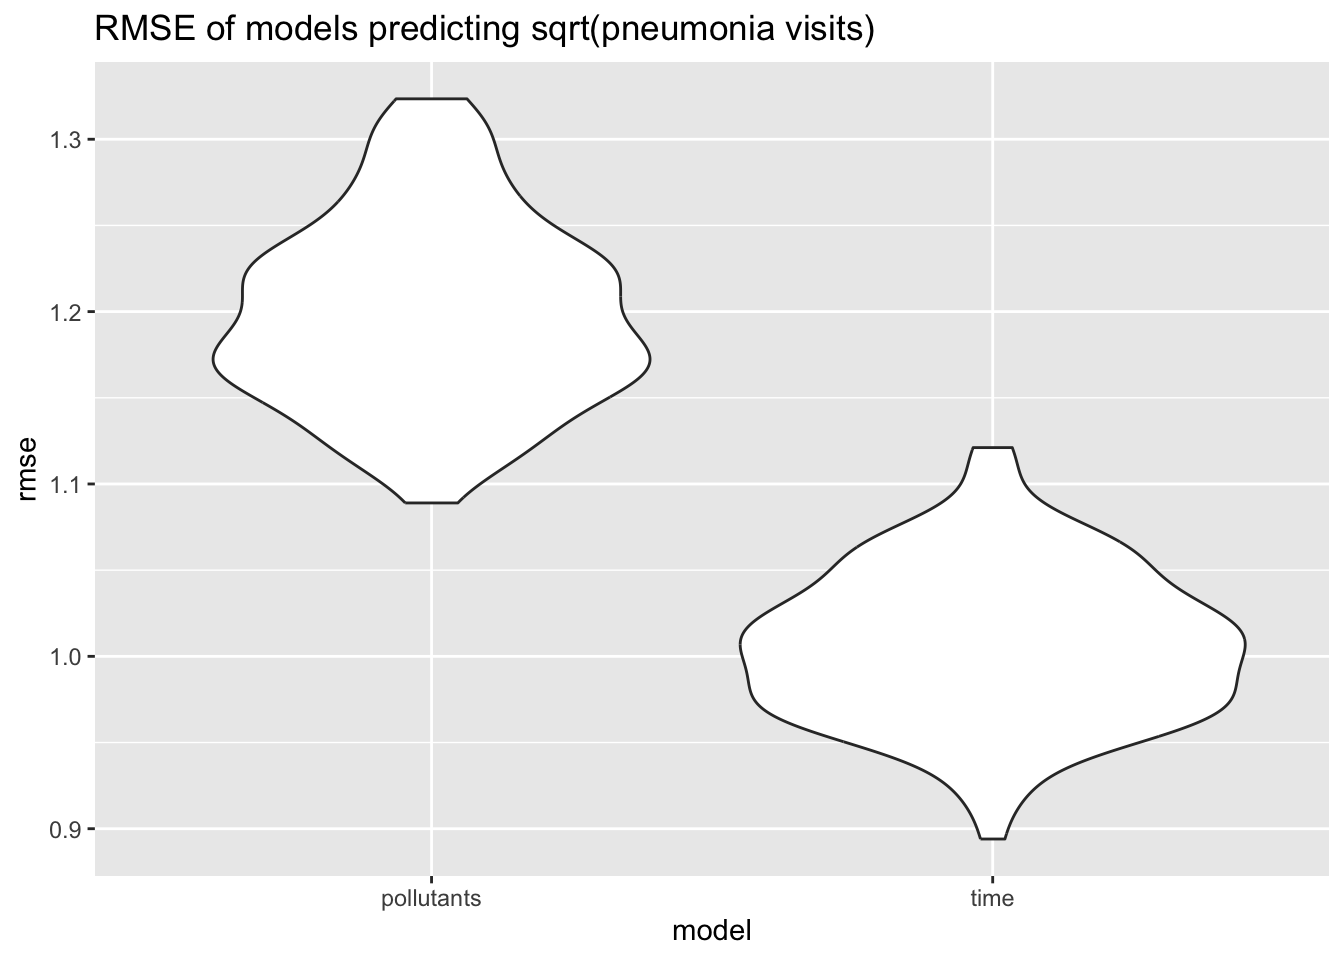 RMSE of models predicting sqrt(pneumonia visits)
1.3
1.2
1.1
1.0
0.9
rmse
pollutants
time
model